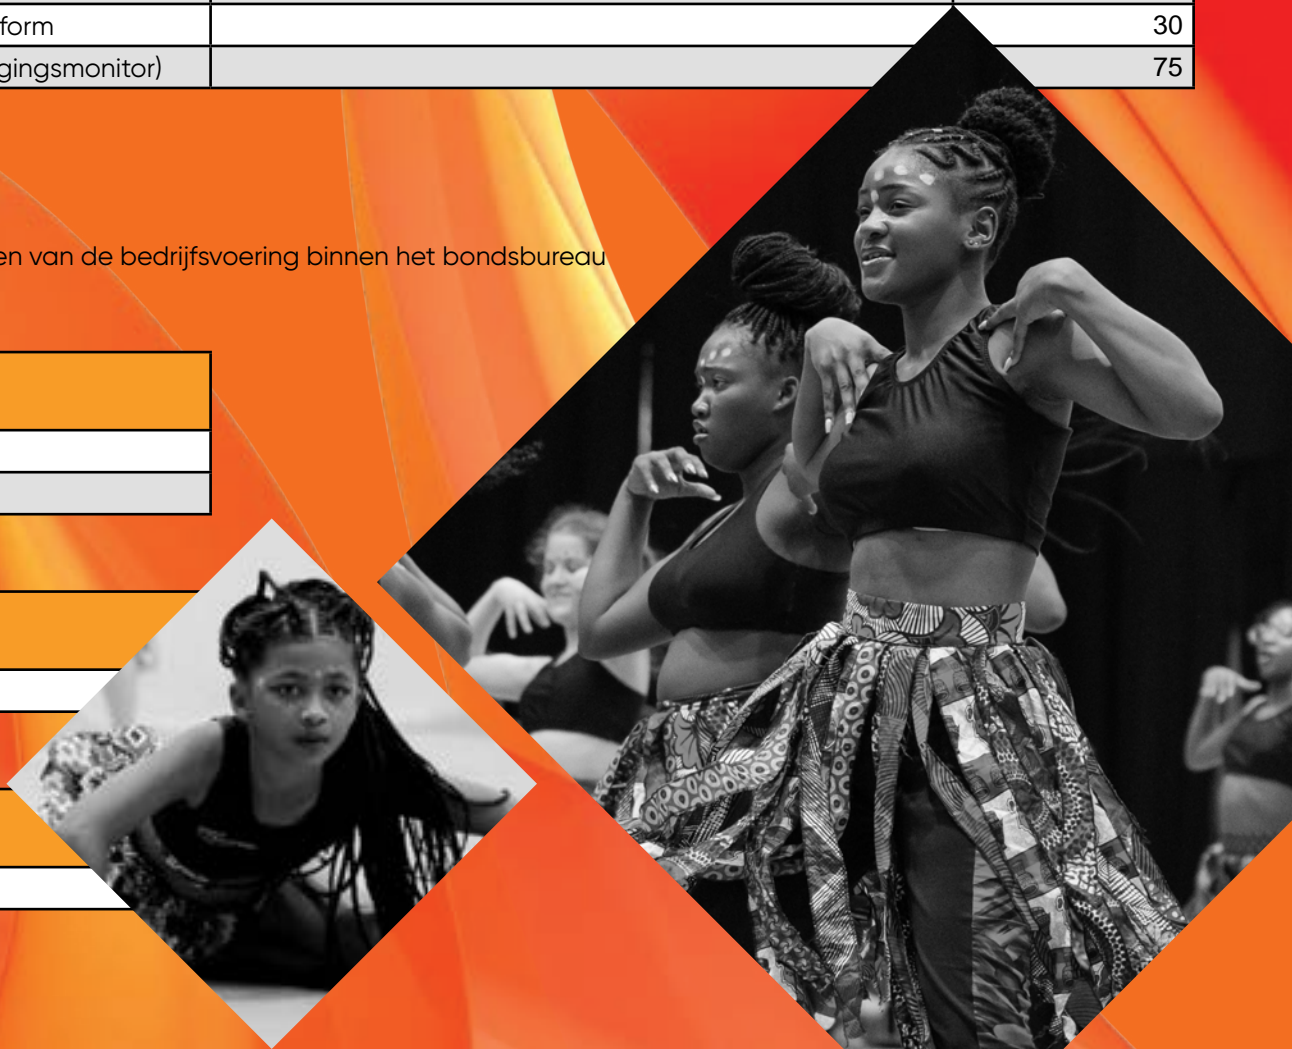 form
30
gingsmonitor)
75
en van de bedrijfsvoering binnen het bondsbureau